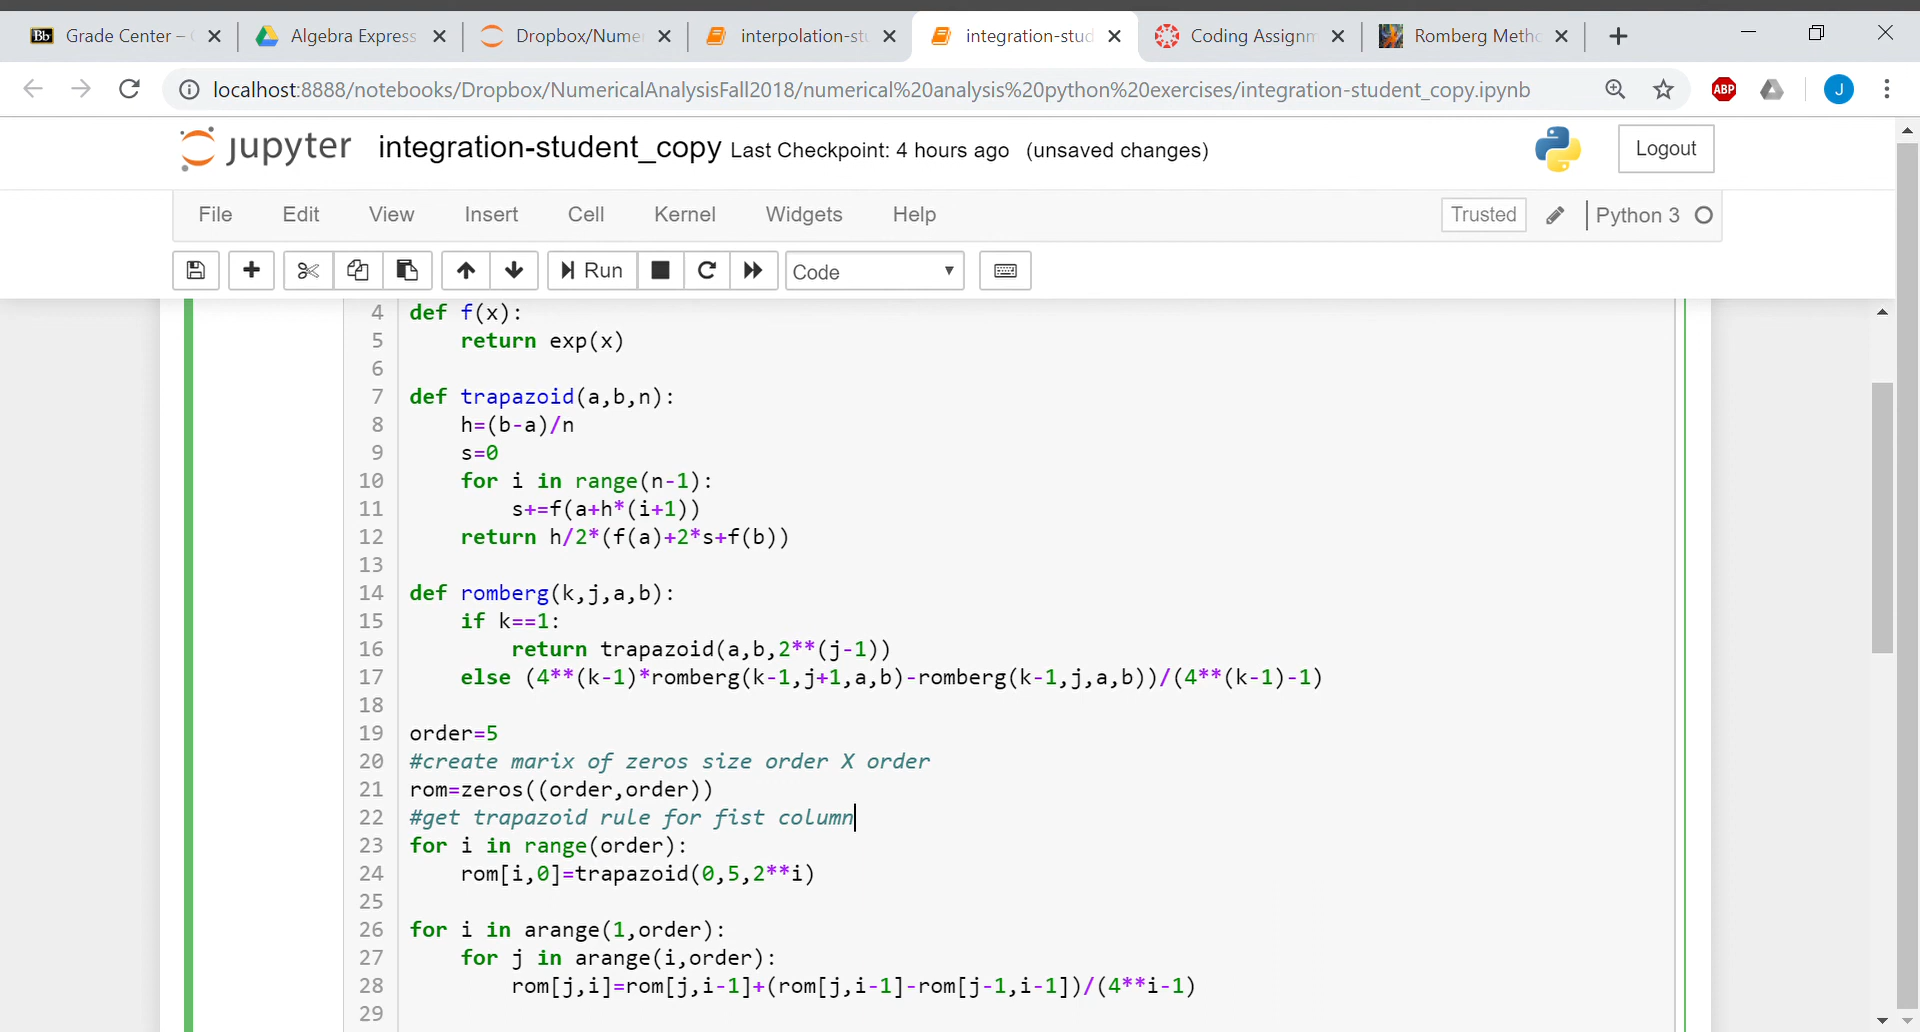 Bb Grade Center – Algebra Express Dropbox/Nume interpolation-stu integration-stud Coding Assignm Romberg Metho
localhost:8888/notebooks/Dropbox/NumericalAnalysisFall2018/numerical%20analysis%20python%20exercises/integration-student_copy.ipynb ABP J
jupyter integration-student_copy Last Checkpoint: 4 hours ago (unsaved changes) Logout
File Edit View Insert Cell Kernel Widgets Help Trusted Python 3
Run Code
4 def f(x):
5 return exp(x)
6
7 def trapazoid(a,b,n):
8 h=(b-a)/n
9 s=0
10 for i in range(n-1):
11 s+=f(a+h*(i+1))
12 return h/2*(f(a)+2*s+f(b))
13
14 def romberg(k,j,a,b):
15 if k==1:
16 return trapazoid(a,b,2**(j-1))
17 else (4**(k-1)*romberg(k-1,j+1,a,b)-romberg(k-1,j,a,b))/(4**(k-1)-1)
18
19 order=5
20 #create marix of zeros size order X order
21 rom=zeros((order,order))
22 #get trapazoid rule for fist column
23 for i in range(order):
24 rom[i,0]=trapazoid(0,5,2**i)
25
26 for i in arange(1,order):
27 for j in arange(i,order):
28 rom[j,i]=rom[j,i-1]+(rom[j,i-1]-rom[j-1,i-1])/(4**i-1)
29